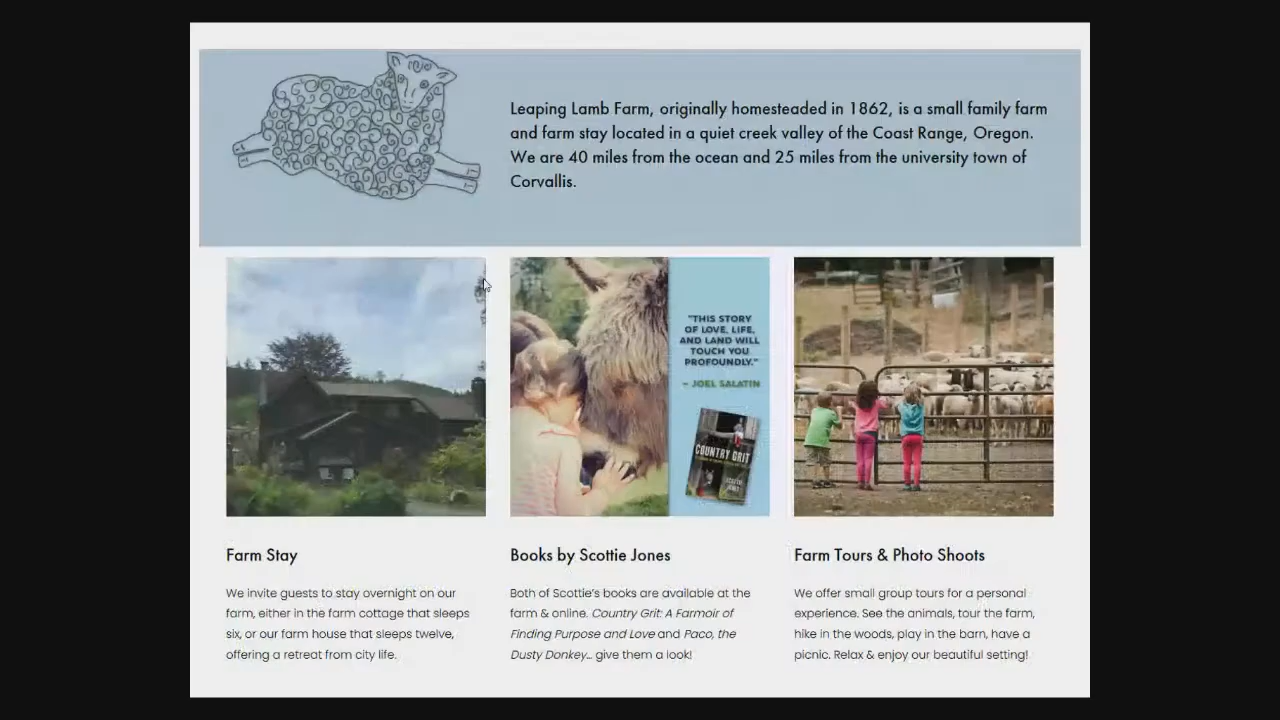 Leaping Lamb Farm, originally homesteaded in 1862, is a small family farm
and farm stay located in a quiet creek valley of the Coast Range, Oregon.
We are 40 miles from the ocean and 25 miles from the university town of
Corvallis.
"THIS STORY
OF LOVE, LIFE,
AND LAND WILL
TOUCH YOU
PROFOUNDLY."
– JOEL SALATIN
COUNTRY GRIT
SCOTTIE
JONES
Farm Stay
We invite guests to stay overnight on our
farm, either in the farm cottage that sleeps
six, or our farm house that sleeps twelve,
offering a retreat from city life.
Books by Scottie Jones
Both of Scottie's books are available at the
farm & online. Country Grit: A Farmoir of
Finding Purpose and Love and Paco, the
Dusty Donkey... give them a look!
Farm Tours & Photo Shoots
We offer small group tours for a personal
experience. See the animals, tour the farm,
hike in the woods, play in the barn, have a
picnic. Relax & enjoy our beautiful setting!